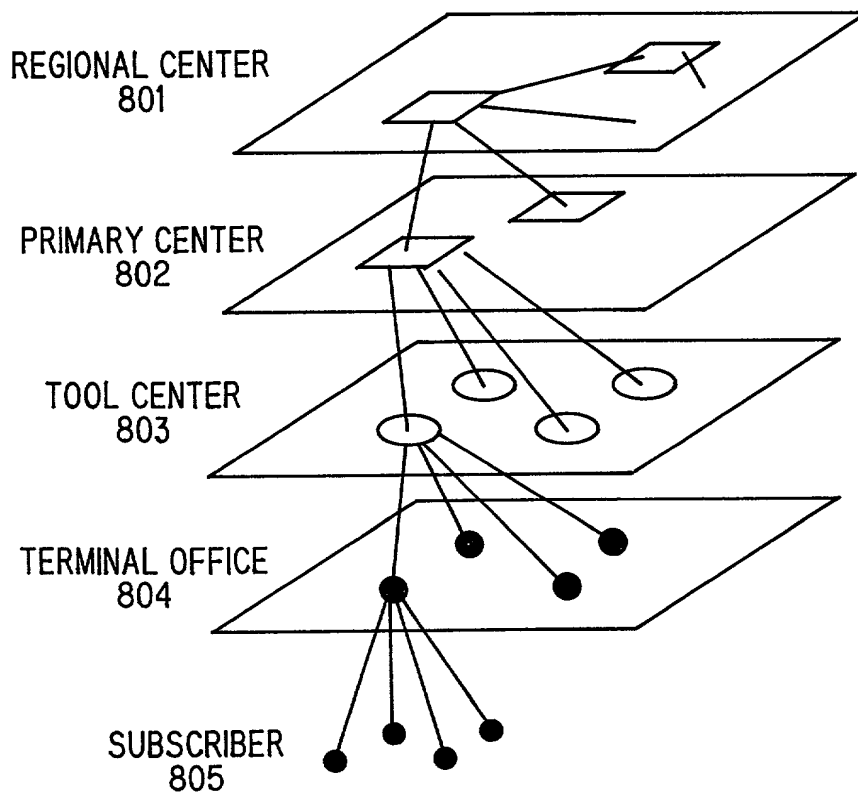 REGIONAL CENTER
801
PRIMARY CENTER
802
TOOL CENTER
803
TERMINAL OFFICE
804
SUBSCRIBER
805